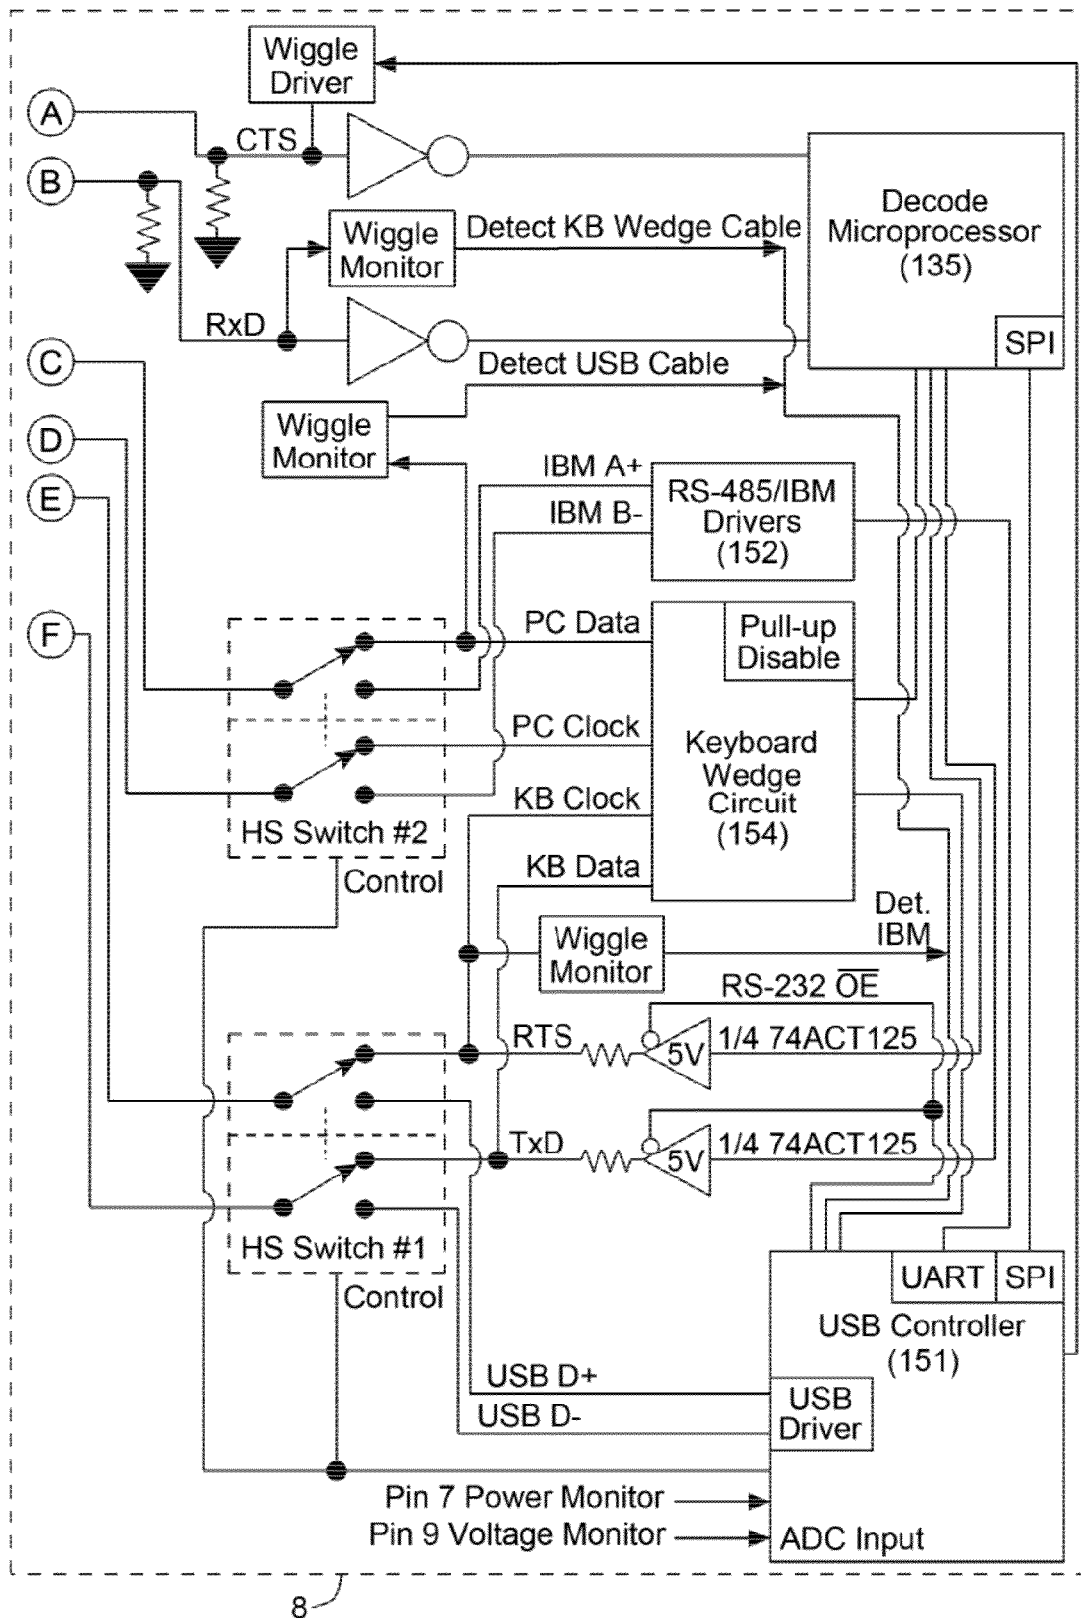 Wiggle
Driver
A
CTS
B
Decode
Microprocessor
(135)
SPI
Wiggle
Monitor
Detect KB Wedge Cable
RxD
C
Detect USB Cable
Wiggle
Monitor
D
E
IBM A+
IBM B-
RS-485/IBM
Drivers
(152)
F
PC Data
Pull-up
Disable
PC Clock
Keyboard
Wedge
Circuit
(154)
KB Clock
HS Switch #2
KB Data
Control
Det.
IBM
Wiggle
Monitor
RS-232 O̅E̅
RTS
5V
1/4 74ACT125
TxD
5V
1/4 74ACT125
HS Switch #1
Control
UART
SPI
USB Controller
(151)
USB D+
USB D-
USB
Driver
Pin 7 Power Monitor
Pin 9 Voltage Monitor
ADC Input
8